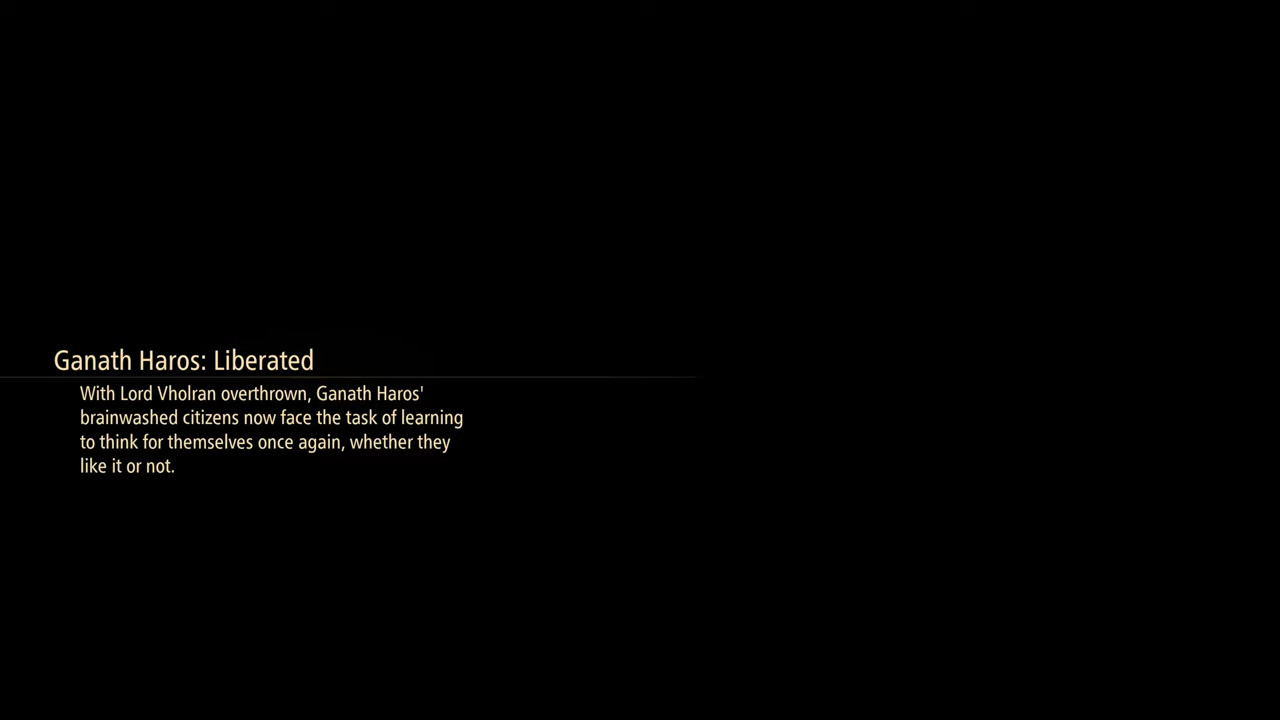 Ganath Haros: Liberated
With Lord Vholran overthrown, Ganath Haros'
brainwashed citizens now face the task of learning
to think for themselves once again, whether they
like it or not.